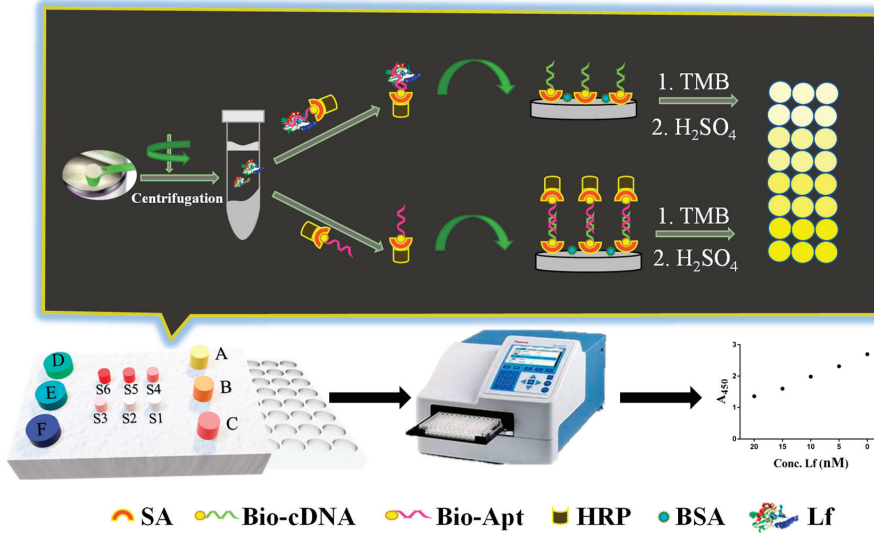 1. TMB
2. H₂SO₄
Centrifugation
1. TMB
2. H₂SO₄
D
E
F
S6 S5 S4
S3 S2 S1
A
B
C
A₄₅₀
3
2
1
0
20 15 10 5 0
Conc. Lf (nM)
SA Bio-cDNA Bio-Apt HRP BSA Lf